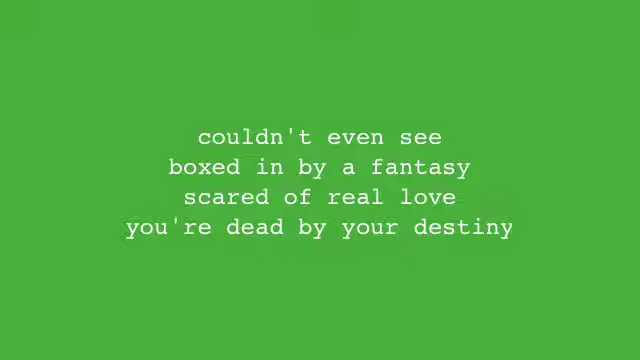 couldn't even see
boxed in by a fantasy
scared of real love
you're dead by your destiny